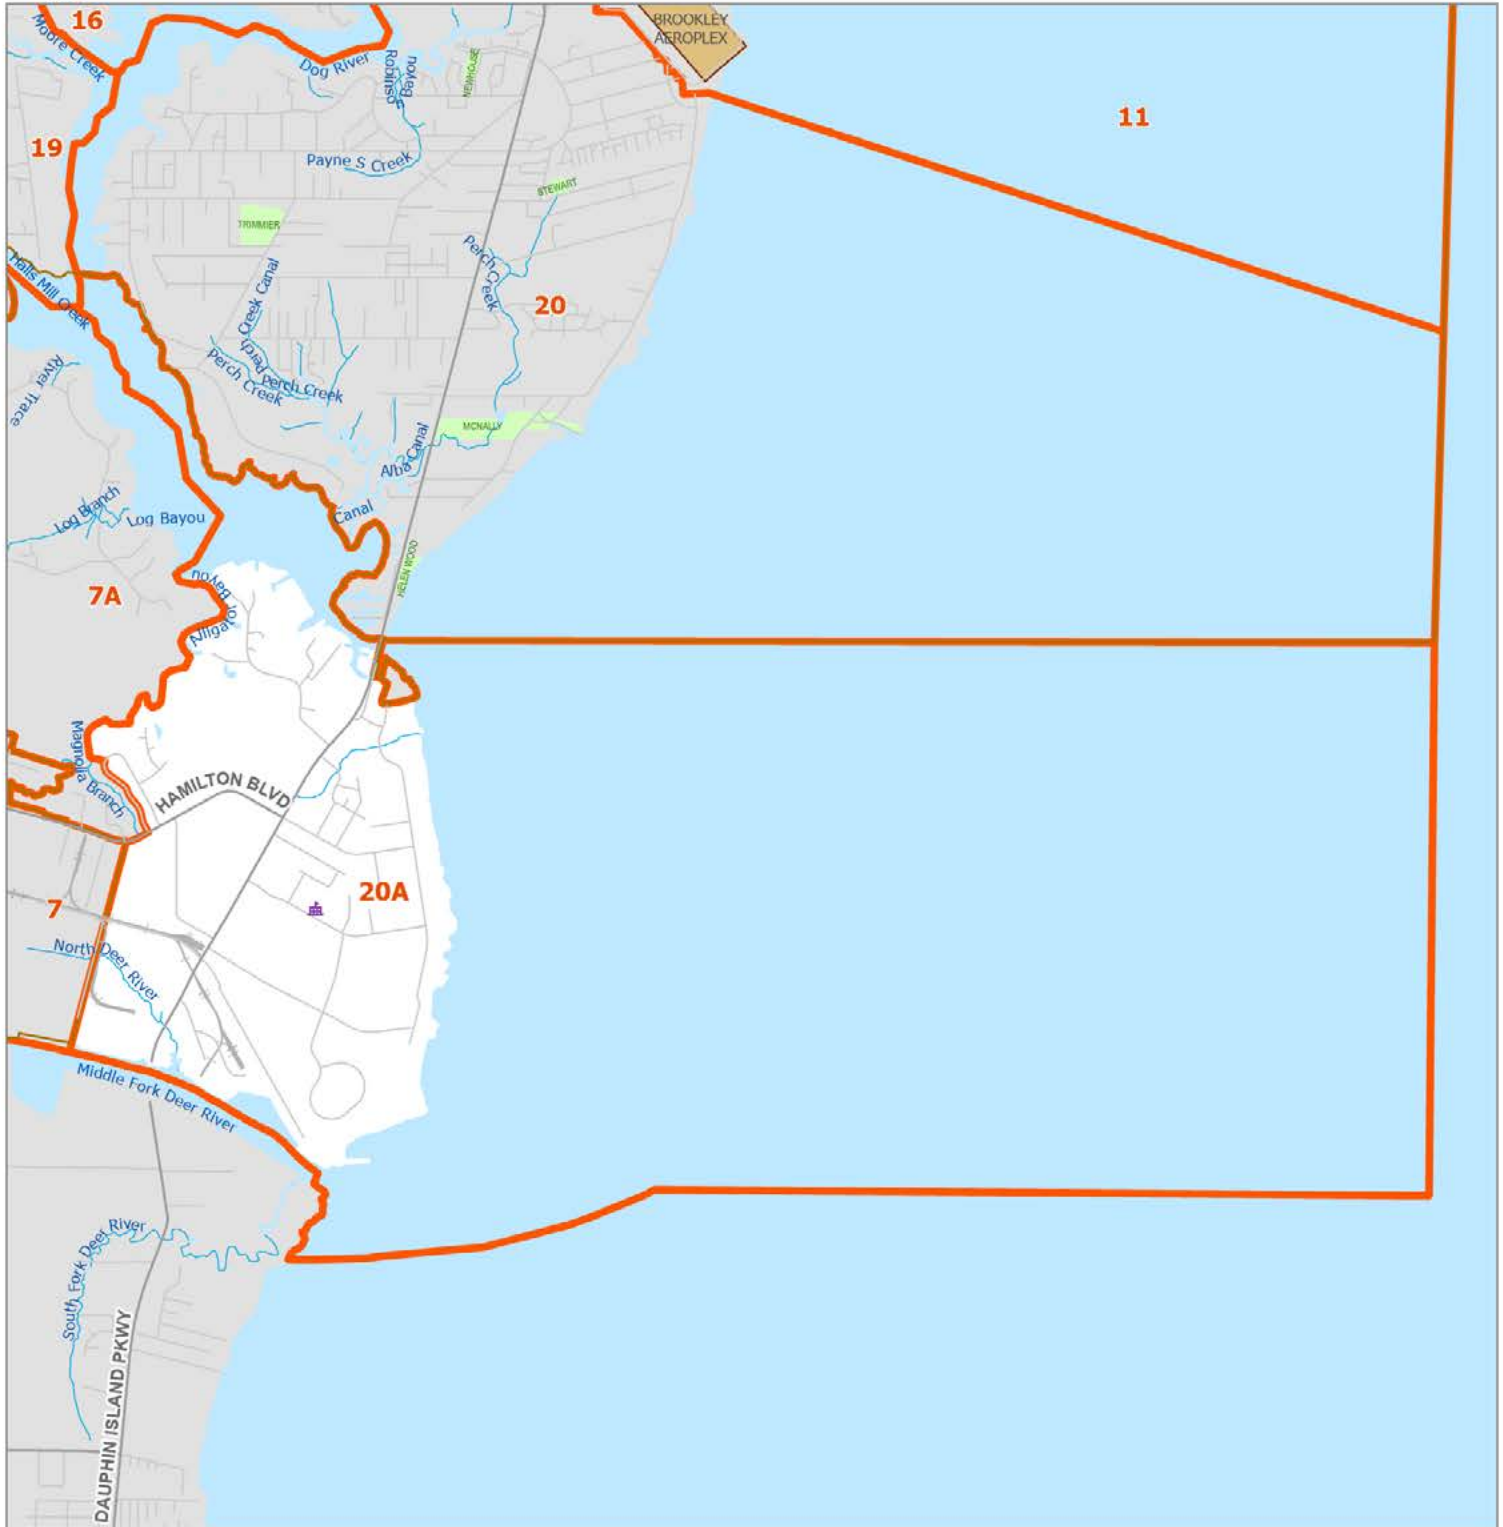 16
BROOKLEY
AEROPLEX
Moore Creek
Dog River
Robinson
Bayou
NEWHOUSE
11
19
Payne S Creek
STEWART
TRIMMIER
Perch
Creek
Halls Mill Creek
Creek Canal
Perch
20
Perch Creek
Perch Creek
River Trace
MCNALLY
Alba Canal
Log Branch
Log Bayou
Canal
HELEN WOOD
7A
Alligator Bayou
Magnolia Branch
HAMILTON BLVD
20A
7
North Deer River
Middle Fork Deer River
South Fork Deer River
DAUPHIN ISLAND PKWY